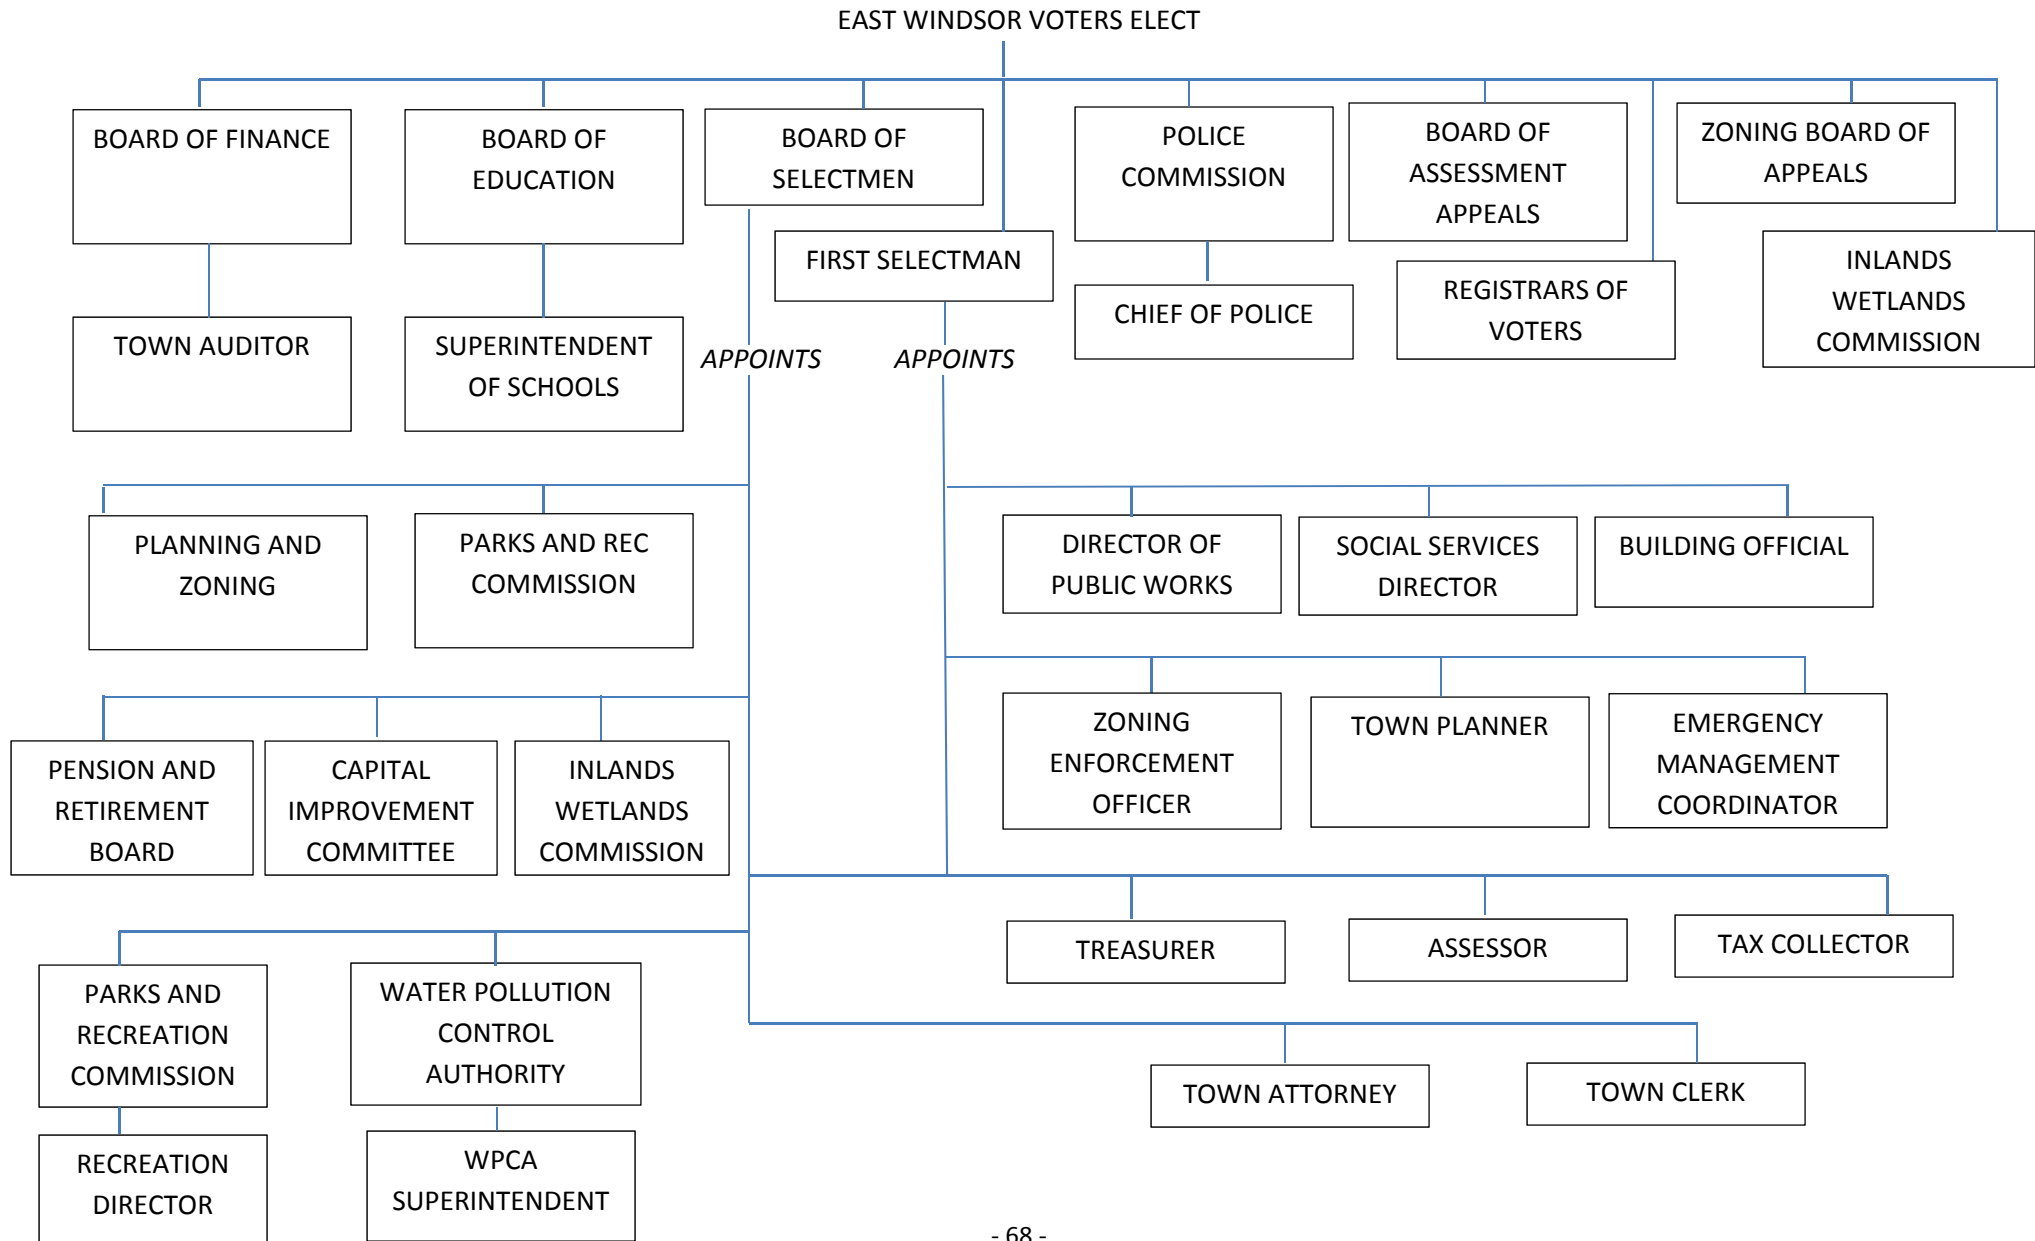 EAST WINDSOR VOTERS ELECT
BOARD OF FINANCE
BOARD OF
EDUCATION
BOARD OF
SELECTMEN
POLICE
COMMISSION
BOARD OF
ASSESSMENT
APPEALS
ZONING BOARD OF
APPEALS
FIRST SELECTMAN
INLANDS
WETLANDS
COMMISSION
CHIEF OF POLICE
REGISTRARS OF
VOTERS
TOWN AUDITOR
SUPERINTENDENT
OF SCHOOLS
APPOINTS
APPOINTS
PLANNING AND
ZONING
PARKS AND REC
COMMISSION
DIRECTOR OF
PUBLIC WORKS
SOCIAL SERVICES
DIRECTOR
BUILDING OFFICIAL
ZONING
ENFORCEMENT
OFFICER
TOWN PLANNER
EMERGENCY
MANAGEMENT
COORDINATOR
PENSION AND
RETIREMENT
BOARD
CAPITAL
IMPROVEMENT
COMMITTEE
INLANDS
WETLANDS
COMMISSION
TREASURER
ASSESSOR
TAX COLLECTOR
PARKS AND
RECREATION
COMMISSION
WATER POLLUTION
CONTROL
AUTHORITY
TOWN ATTORNEY
TOWN CLERK
RECREATION
DIRECTOR
WPCA
SUPERINTENDENT
- 68 -